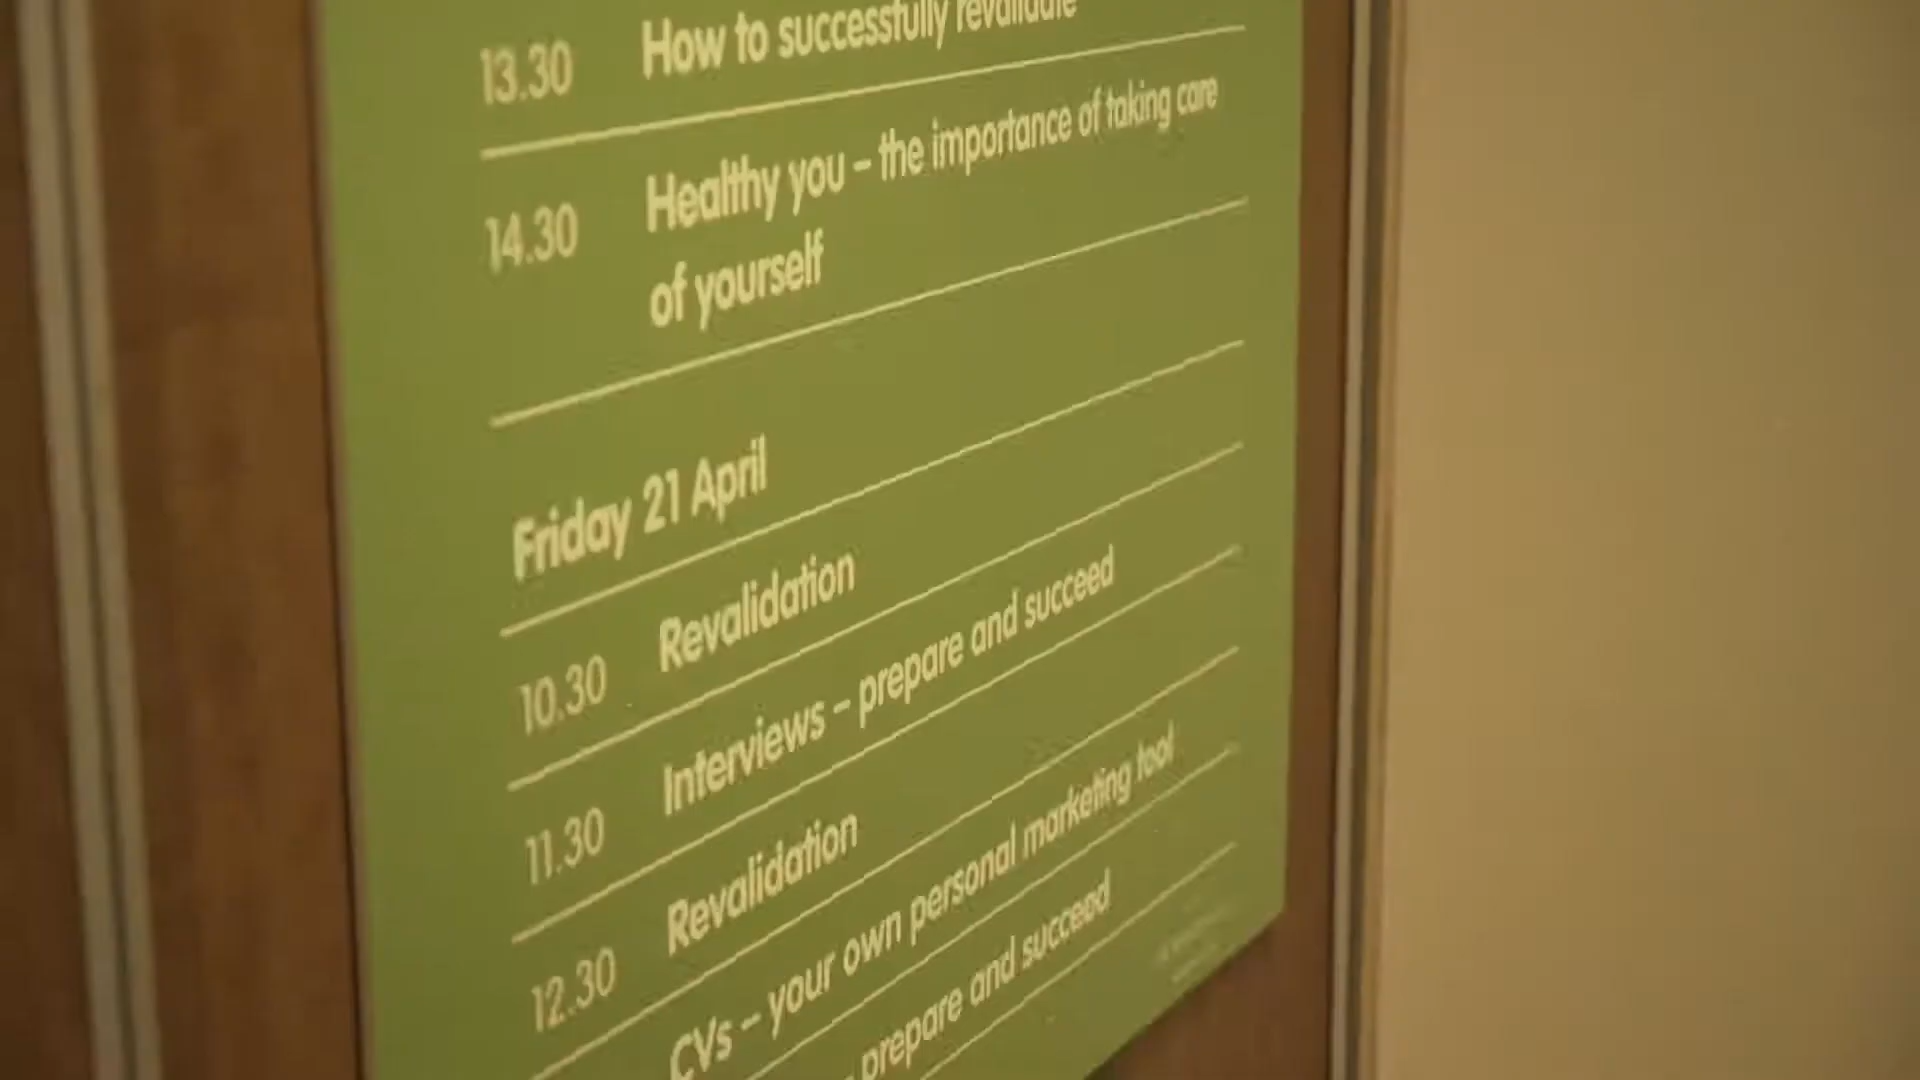 13.30 How to successfully revalidate
14.30 Healthy you – the importance of taking care
of yourself
Friday 21 April
10.30 Revalidation
11.30 Interviews – prepare and succeed
12.30 Revalidation
CVs – your own personal marketing tool
prepare and succeed